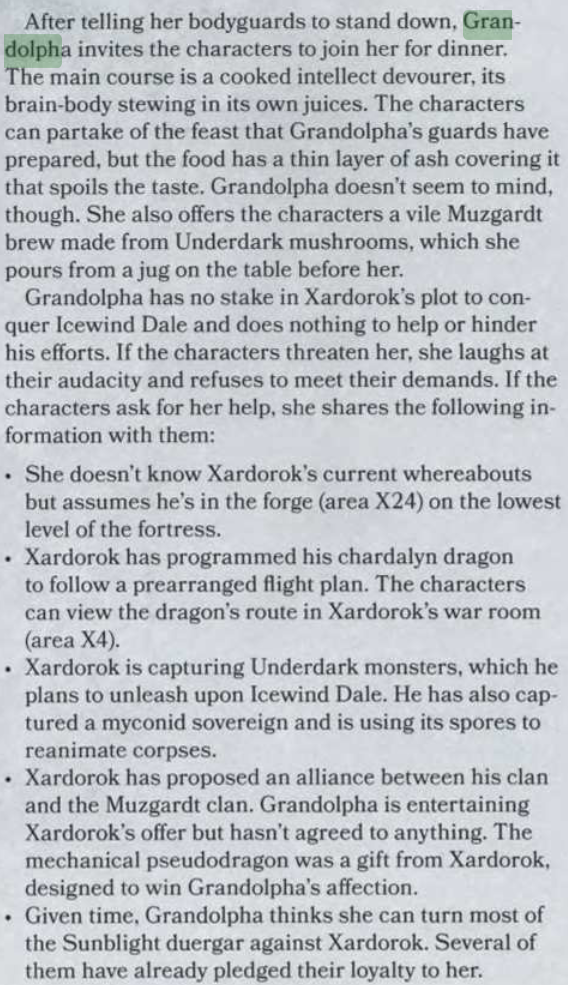 After telling her bodyguards to stand down, Gran-
dolpha invites the characters to join her for dinner.
The main course is a cooked intellect devourer, its
brain-body stewing in its own juices. The characters
can partake of the feast that Grandolpha's guards have
prepared, but the food has a thin layer of ash covering it
that spoils the taste. Grandolpha doesn't seem to mind,
though. She also offers the characters a vile Muzgardt
brew made from Underdark mushrooms, which she
pours from a jug on the table before her.
Grandolpha has no stake in Xardorok's plot to con-
quer Icewind Dale and does nothing to help or hinder
his efforts. If the characters threaten her, she laughs at
their audacity and refuses to meet their demands. If the
characters ask for her help, she shares the following in-
formation with them:
• She doesn't know Xardorok's current whereabouts
but assumes he's in the forge (area X24) on the lowest
level of the fortress.
• Xardorok has programmed his chardalyn dragon
to follow a prearranged flight plan. The characters
can view the dragon's route in Xardorok's war room
(area X4).
• Xardorok is capturing Underdark monsters, which he
plans to unleash upon Icewind Dale. He has also cap-
tured a myconid sovereign and is using its spores to
reanimate corpses.
• Xardorok has proposed an alliance between his clan
and the Muzgardt clan. Grandolpha is entertaining
Xardorok's offer but hasn't agreed to anything. The
mechanical pseudodragon was a gift from Xardorok,
designed to win Grandolpha's affection.
• Given time, Grandolpha thinks she can turn most of
the Sunblight duergar against Xardorok. Several of
them have already pledged their loyalty to her.